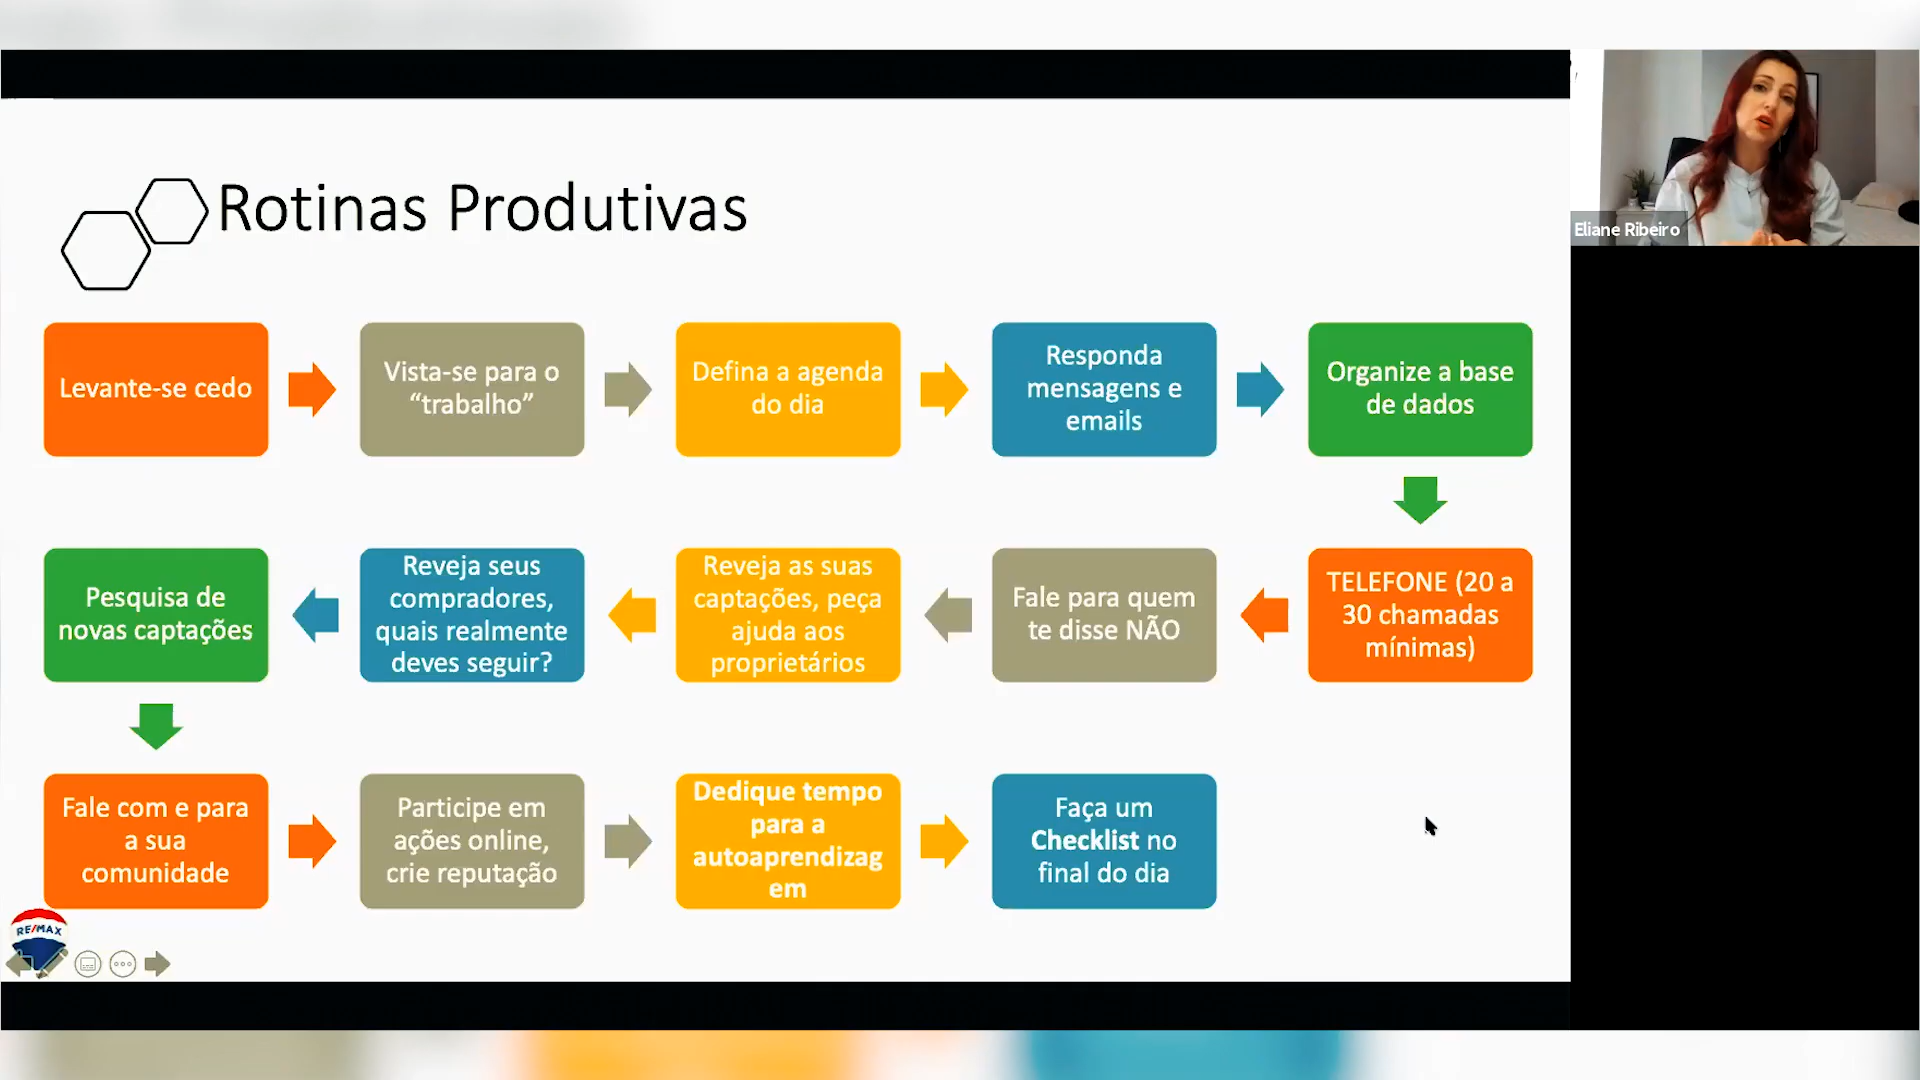 Rotinas Produtivas
Eliane Ribeiro
Levante-se cedo
Vista-se para o
“trabalho”
Defina a agenda
do dia
Responda
mensagens e
emails
Organize a base
de dados
TELEFONE (20 a
30 chamadas
mínimas)
Fale para quem
te disse NÃO
Reveja as suas
captações, peça
ajuda aos
proprietários
Reveja seus
compradores,
quais realmente
deves seguir?
Pesquisa de
novas captações
Fale com e para
a sua
comunidade
Participe em
ações online,
crie reputação
Dedique tempo
para a
autoaprendizag
em
Faça um
Checklist no
final do dia
RE/MAX